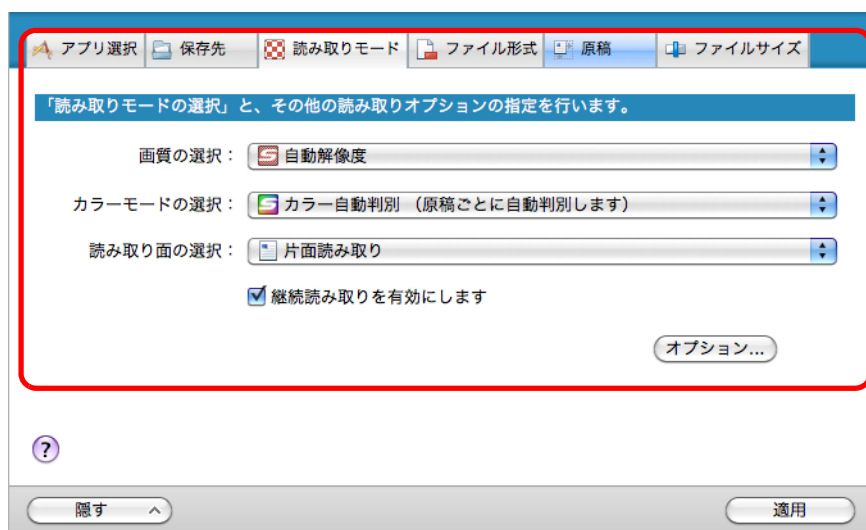 アプリ選択 保存先 読み取りモード ファイル形式 原稿 ファイルサイズ
「読み取りモードの選択」と、その他の読み取りオプションの指定を行います。
画質の選択： 自動解像度
カラーモードの選択： カラー自動判別 （原稿ごとに自動判別します）
読み取り面の選択： 片面読み取り
継続読み取りを有効にします
オプション...
?
隠す 適用